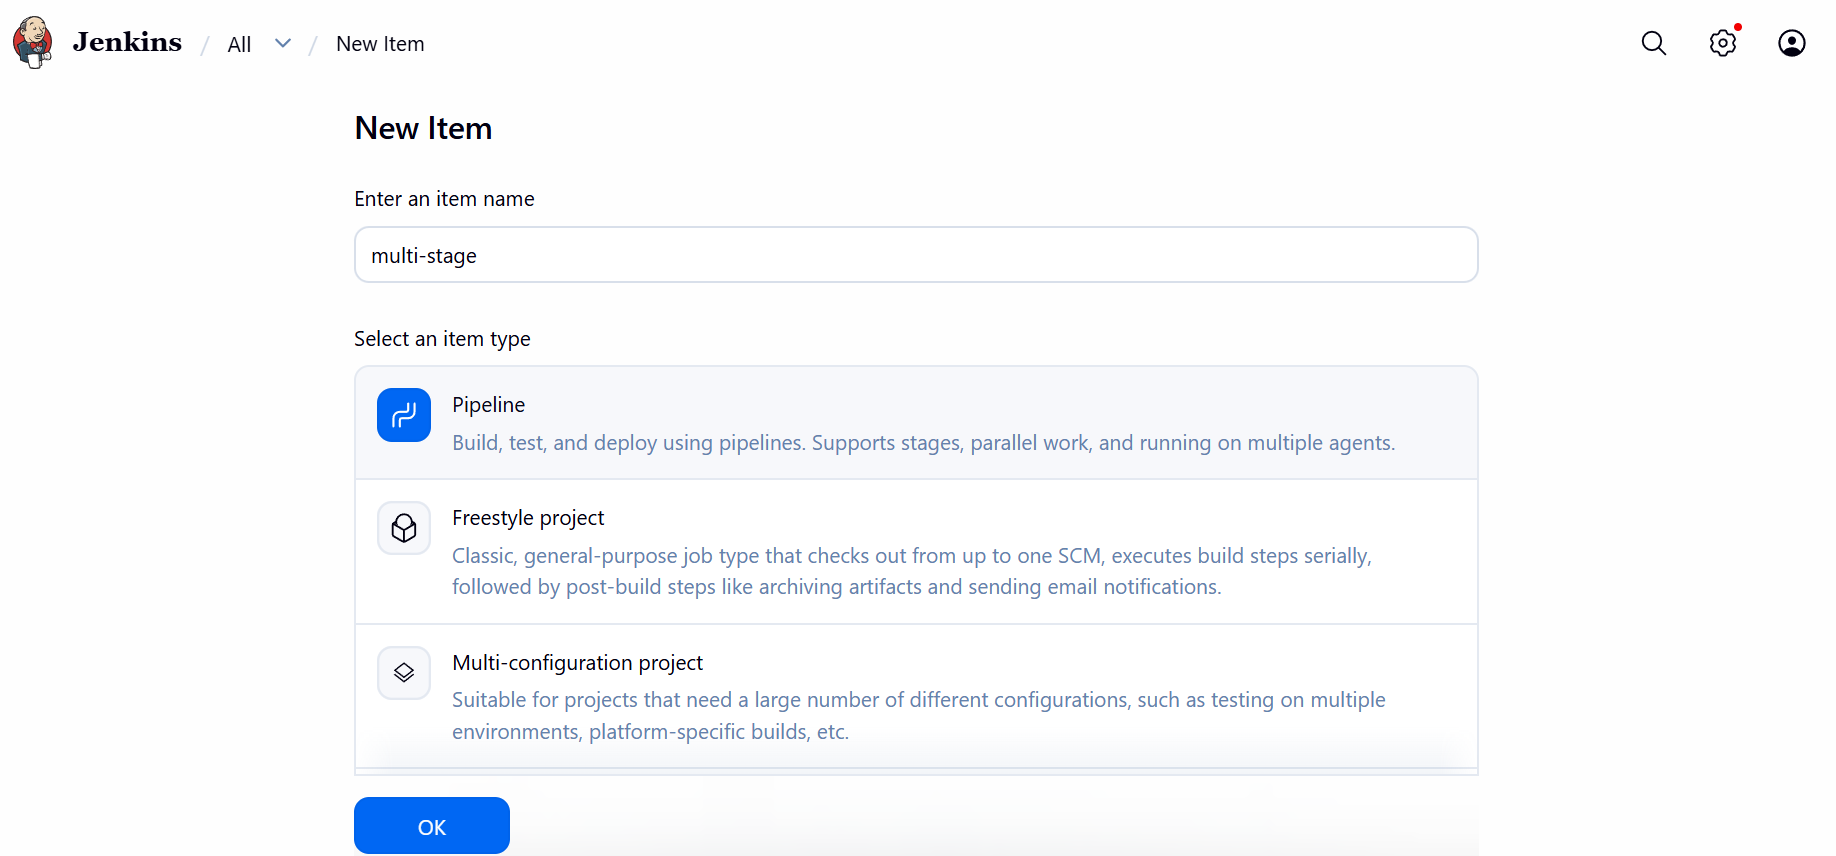 Jenkins / All / New Item
New Item
Enter an item name
multi-stage
Select an item type
Pipeline
Build, test, and deploy using pipelines. Supports stages, parallel work, and running on multiple agents.
Freestyle project
Classic, general-purpose job type that checks out from up to one SCM, executes build steps serially,
followed by post-build steps like archiving artifacts and sending email notifications.
Multi-configuration project
Suitable for projects that need a large number of different configurations, such as testing on multiple
environments, platform-specific builds, etc.
OK